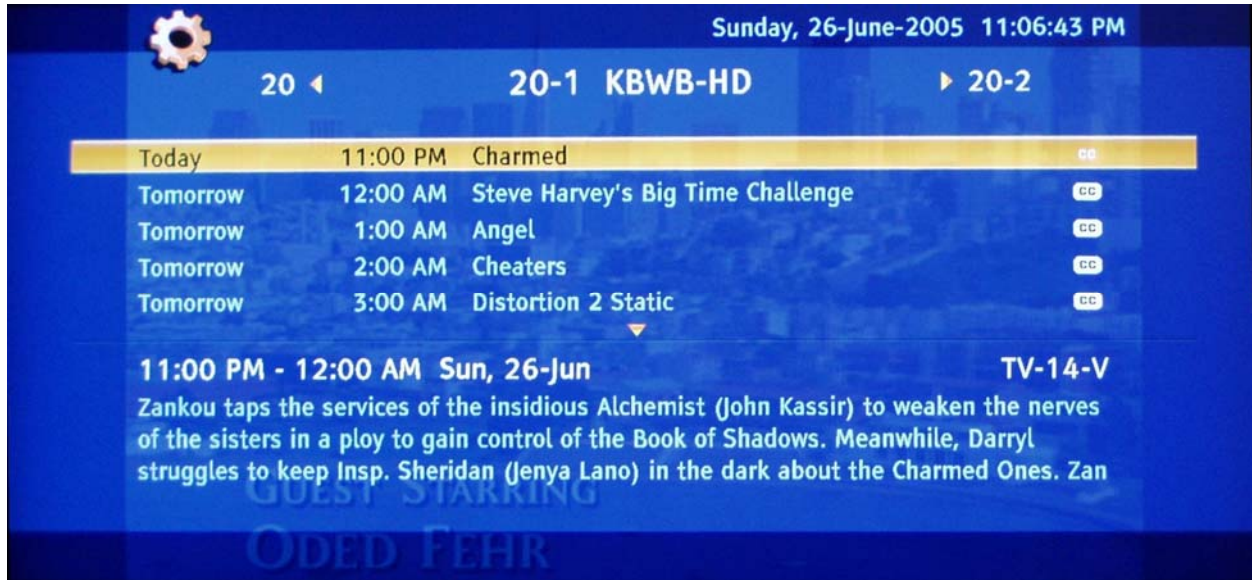 Sunday, 26-June-2005 11:06:43 PM
20 20-1 KBWB-HD 20-2
Today 11:00 PM Charmed CC
Tomorrow 12:00 AM Steve Harvey's Big Time Challenge CC
Tomorrow 1:00 AM Angel CC
Tomorrow 2:00 AM Cheaters CC
Tomorrow 3:00 AM Distortion 2 Static CC
11:00 PM - 12:00 AM Sun, 26-Jun TV-14-V
Zankou taps the services of the insidious Alchemist (John Kassir) to weaken the nerves
of the sisters in a ploy to gain control of the Book of Shadows. Meanwhile, Darryl
struggles to keep Insp. Sheridan (Jenya Lano) in the dark about the Charmed Ones. Zan
GUEST STARRING
ODED FEHR